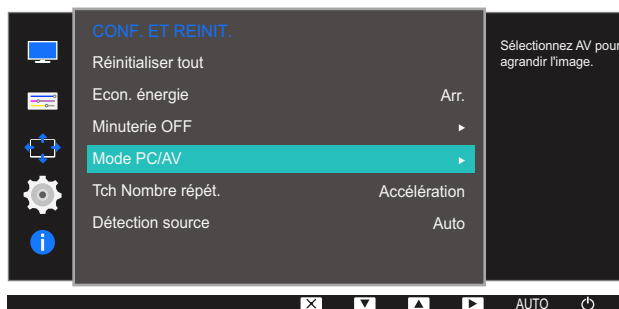 CONF. ET REINIT.
Réinitialiser tout
Econ. énergie Arr.
Minuterie OFF
Mode PC/AV
Tch Nombre répét. Accélération
Détection source Auto
Sélectionnez AV pour
agrandir l'image.
AUTO